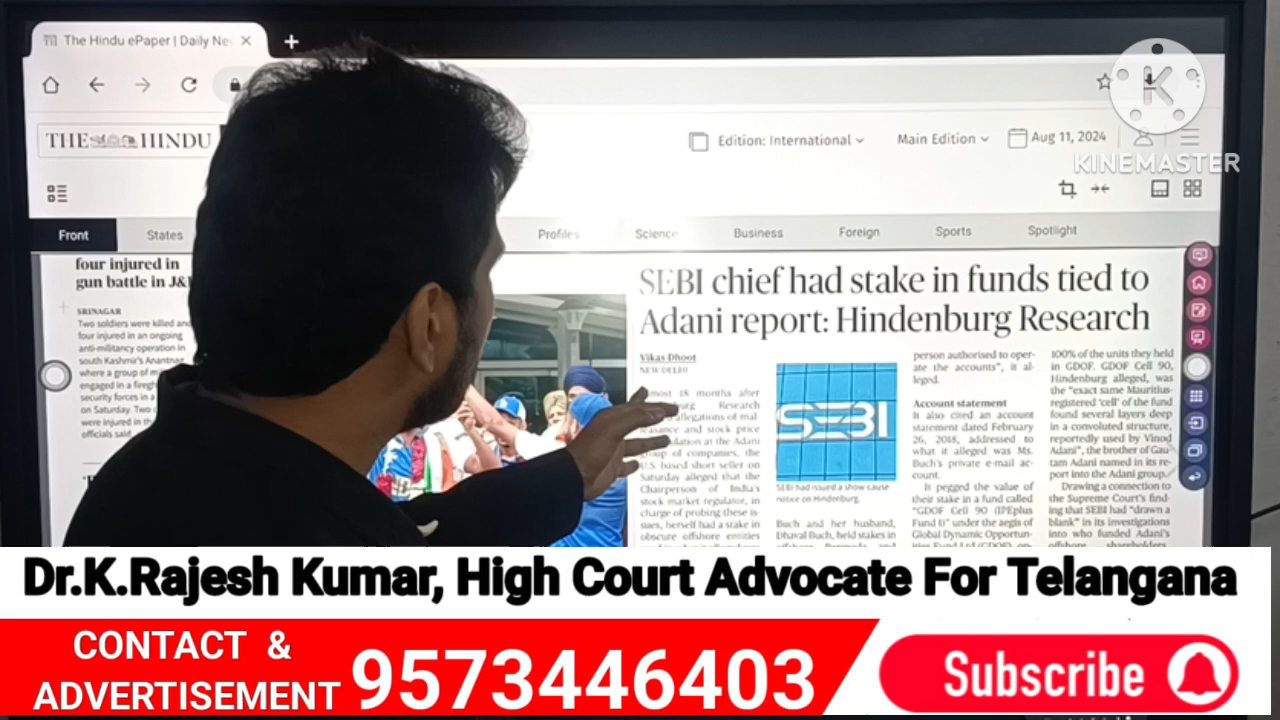 The Hindu ePaper | Daily Ne
THE HINDU
Edition: International
Main Edition
Aug 11, 2024
KINEMASTER
Front
States
Profiles
Science
Business
Foreign
Sports
Spotlight
four injured in
gun battle in J&
SRINAGAR
Two soldiers were killed and
four injured in an ongoing
anti-militancy operation in
south Kashmir's Anantnag
where a group of
engaged in a
security forces in a
on Saturday. Two
were injured in th
officials said.
SEBI chief had stake in funds tied to
Adani report: Hindenburg Research
Vikas Dhoot
NEW DELHI
most 18 months after
Research
allegations of mal-
and stock price
at the Adani
of companies, the
U.S. based short seller on
Saturday alleged that the
Chairperson of India's
stock market regulator, in
charge of probing these is-
sues, herself had a stake in
obscure offshore entities
SEBI
SEBI had issued a show cause
notice on Hindenburg.
Buch and her husband,
Dhaval Buch, held stakes in
person authorised to oper-
ate the accounts", it al-
leged.
Account statement
It also cited an account
statement dated February
26, 2018, addressed to
what it alleged was Ms.
Buch's private e-mail ac-
count.
It pegged the value of
their stake in a fund called
"GDOF Cell 90 (IPEplus
Fund 1)" under the aegis of
Global Dynamic Opportun-
100% of the units they held
in GDOF. GDOF Cell 90,
Hindenburg alleged, was
the "exact same Mauritius-
registered 'cell' of the fund
found several layers deep
in a convoluted structure,
reportedly used by Vinod
Adani", the brother of Gau-
tam Adani named in its re-
port into the Adani group.
Drawing a connection to
the Supreme Court's find-
ing that SEBI had "drawn a
blank" in its investigations
into who funded Adani's
offshore shareholders,
Dr.K.Rajesh Kumar, High Court Advocate For Telangana
CONTACT &
ADVERTISEMENT
9573446403
Subscribe